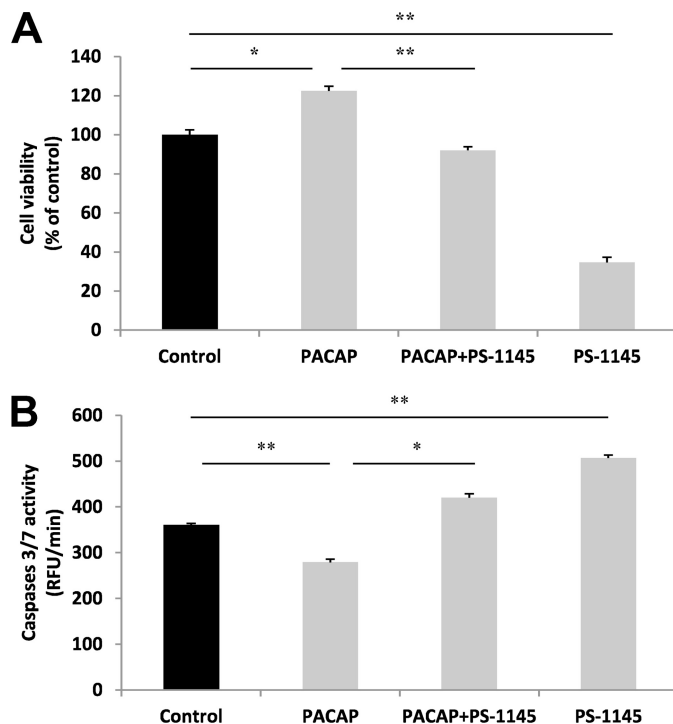 A
**
*
**
140
120
100
80
60
40
20
0
Cell viability
(% of control)
Control PACAP PACAP+PS-1145 PS-1145
B
**
**
*
600
500
400
300
200
100
0
Caspases 3/7 activity
(RFU/min)
Control PACAP PACAP+PS-1145 PS-1145